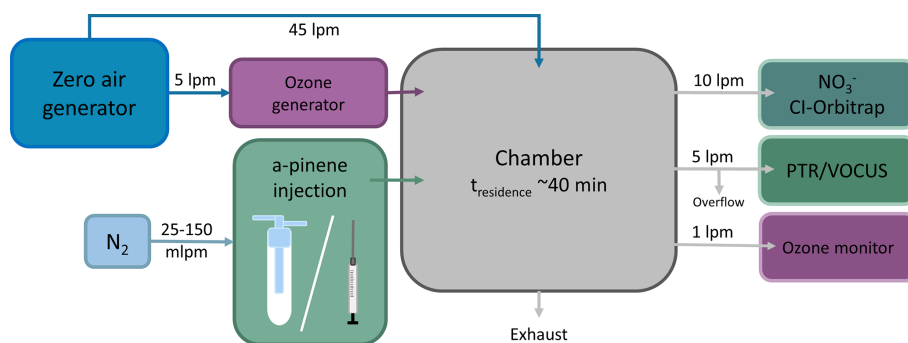 45 lpm
Zero air
generator
5 lpm
Ozone
generator
10 lpm
NO₃⁻
CI-Orbitrap
a-pinene
injection
Chamber
t_residence ~40 min
5 lpm
PTR/VOCUS
Overflow
N₂
25-150
mlpm
1 lpm
Ozone monitor
Exhaust